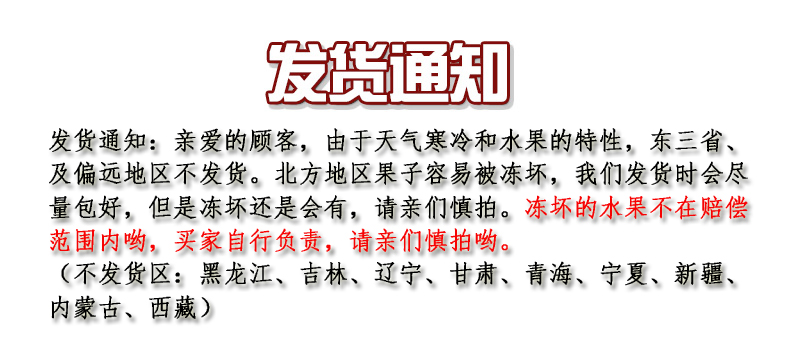 发货通知
发货通知：亲爱的顾客，由于天气寒冷和水果的特性，东三省、
及偏远地区不发货。北方地区果子容易被冻坏，我们发货时会尽
量包好，但是冻坏还是会有，请亲们慎拍。冻坏的水果不在赔偿
范围内哟，买家自行负责，请亲们慎拍哟。
（不发货区：黑龙江、吉林、辽宁、甘肃、青海、宁夏、新疆、
内蒙古、西藏）